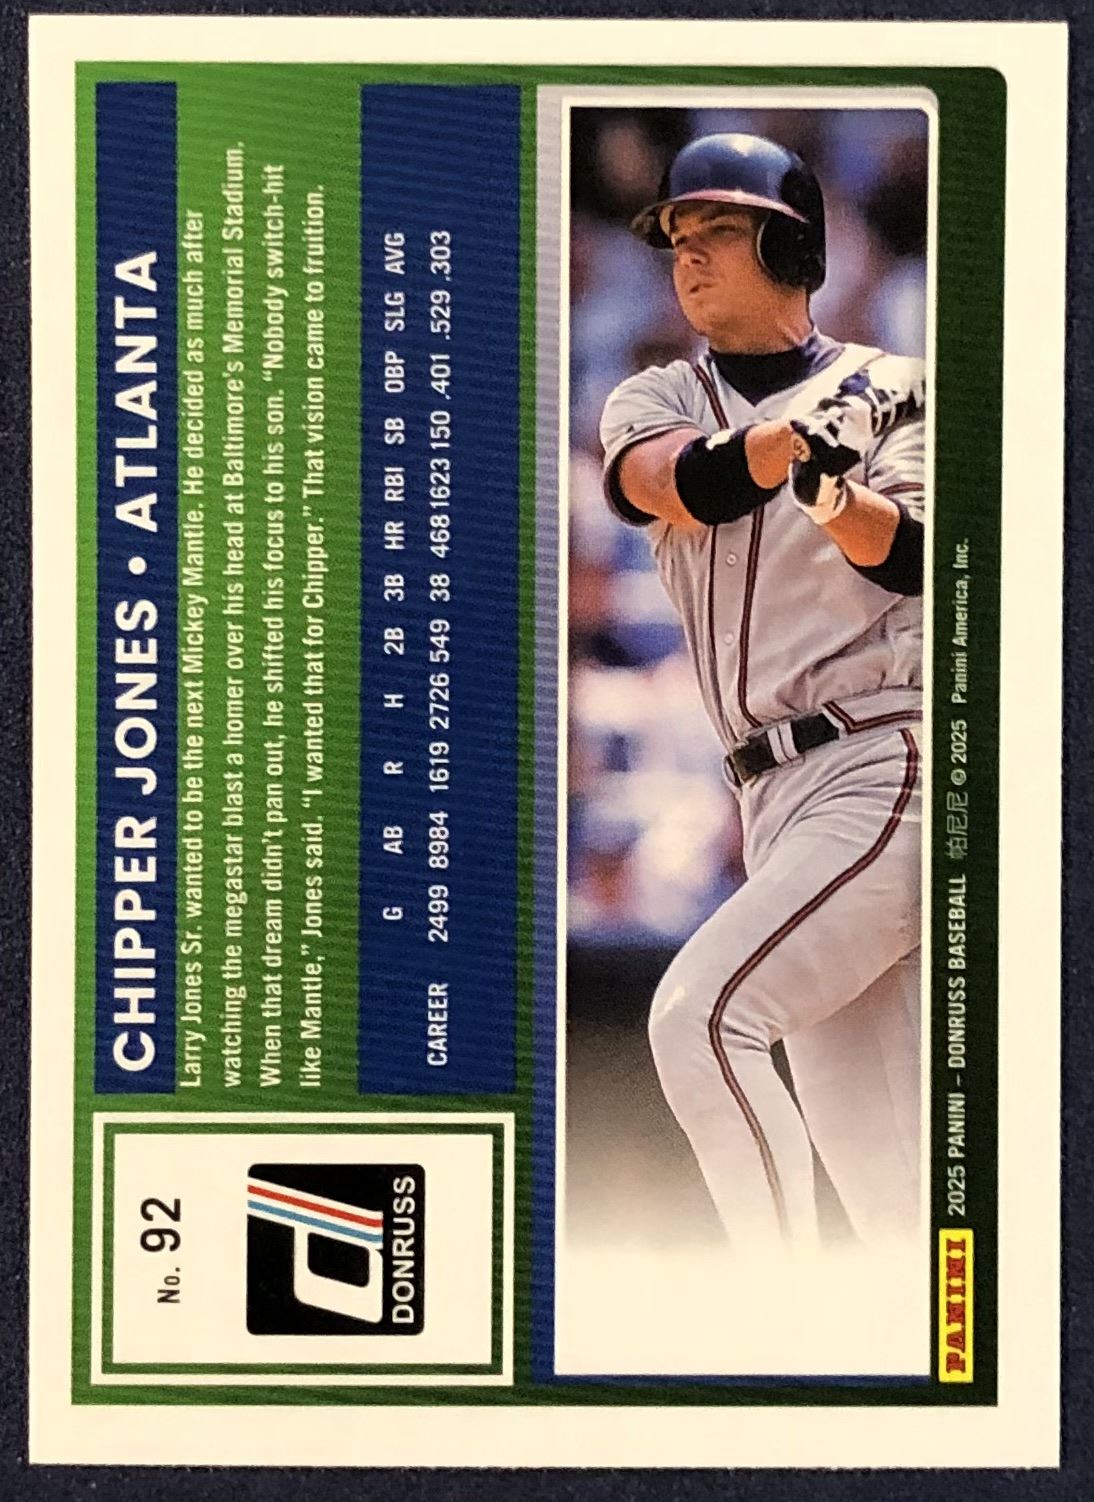 No. 92
DONRUSS
CHIPPER JONES • ATLANTA
Larry Jones Sr. wanted to be the next Mickey Mantle. He decided as much after
watching the megastar blast a homer over his head at Baltimore's Memorial Stadium.
When that dream didn't pan out, he shifted his focus to his son. “Nobody switch-hit
like Mantle,” Jones said. “I wanted that for Chipper.” That vision came to fruition.
G AB R H 2B 3B HR RBI SB OBP SLG AVG
CAREER 2499 8984 1619 2726 549 38 468 1623 150 .401 .529 .303
PANINI 2025 PANINI – DONRUSS BASEBALL 帕尼尼 © 2025 Panini America, Inc.